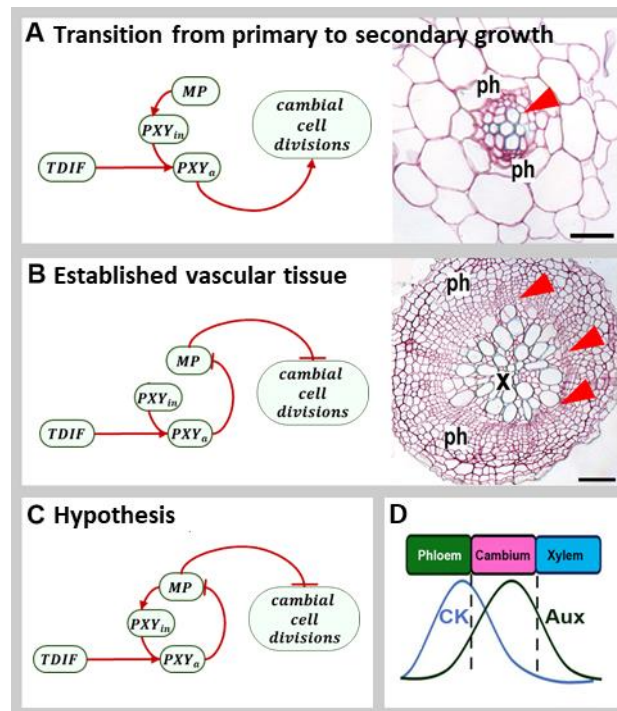 A Transition from primary to secondary growth
MP
PXYin
TDIF
PXYa
cambial
cell
divisions
ph
ph
B Established vascular tissue
MP
PXYin
TDIF
PXYa
cambial
cell
divisions
ph
X
ph
C Hypothesis
MP
PXYin
TDIF
PXYa
cambial
cell
divisions
D
Phloem Cambium Xylem
CK Aux